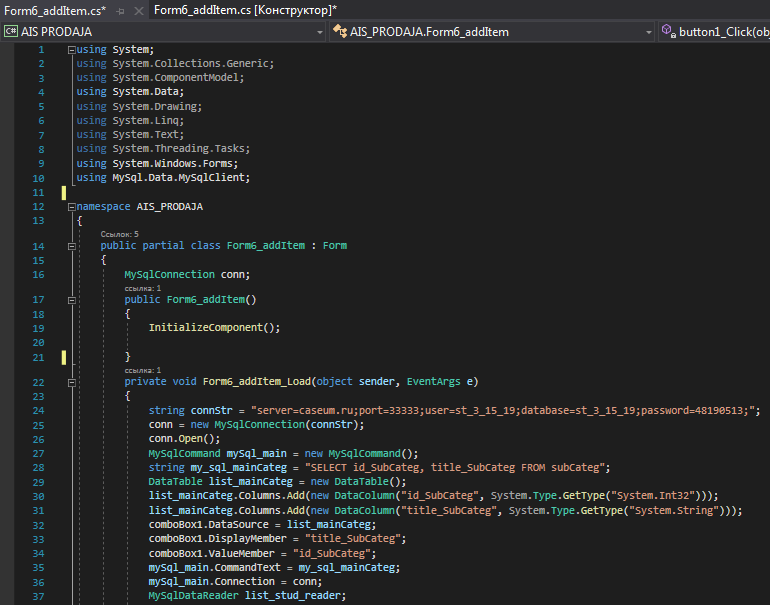 Form6_addItem.cs*
Form6_addItem.cs [Конструктор]*
C# AIS PRODAJA
AIS_PRODAJA.Form6_addItem
button1_Click(obj
1 using System;
2 using System.Collections.Generic;
3 using System.ComponentModel;
4 using System.Data;
5 using System.Drawing;
6 using System.Linq;
7 using System.Text;
8 using System.Threading.Tasks;
9 using System.Windows.Forms;
10 using MySql.Data.MySqlClient;
11
12 namespace AIS_PRODAJA
13 {
Ссылок: 5
14 public partial class Form6_addItem : Form
15 {
16 MySqlConnection conn;
ссылка: 1
17 public Form6_addItem()
18 {
19 InitializeComponent();
20
21 }
ссылка: 1
22 private void Form6_addItem_Load(object sender, EventArgs e)
23 {
24 string connStr = "server=caseum.ru;port=33333;user=st_3_15_19;database=st_3_15_19;password=48190513;";
25 conn = new MySqlConnection(connStr);
26 conn.Open();
27 MySqlCommand mySql_main = new MySqlCommand();
28 string my_sql_mainCateg = "SELECT id_SubCateg, title_SubCateg FROM subCateg";
29 DataTable list_mainCateg = new DataTable();
30 list_mainCateg.Columns.Add(new DataColumn("id_SubCateg", System.Type.GetType("System.Int32")));
31 list_mainCateg.Columns.Add(new DataColumn("title_SubCateg", System.Type.GetType("System.String")));
32 comboBox1.DataSource = list_mainCateg;
33 comboBox1.DisplayMember = "title_SubCateg";
34 comboBox1.ValueMember = "id_SubCateg";
35 mySql_main.CommandText = my_sql_mainCateg;
36 mySql_main.Connection = conn;
37 MySqlDataReader list_stud_reader;